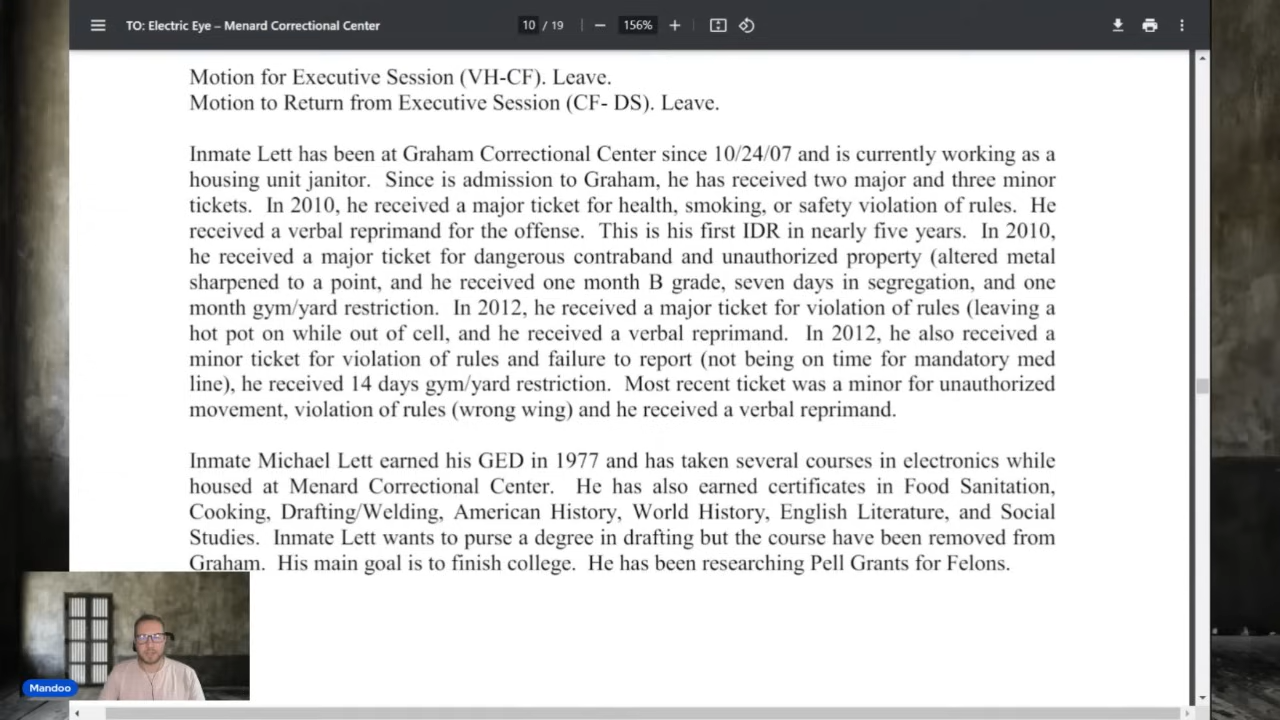 TO: Electric Eye – Menard Correctional Center
10 / 19
156%
Motion for Executive Session (VH-CF). Leave.
Motion to Return from Executive Session (CF- DS). Leave.
Inmate Lett has been at Graham Correctional Center since 10/24/07 and is currently working as a
housing unit janitor. Since is admission to Graham, he has received two major and three minor
tickets. In 2010, he received a major ticket for health, smoking, or safety violation of rules. He
received a verbal reprimand for the offense. This is his first IDR in nearly five years. In 2010,
he received a major ticket for dangerous contraband and unauthorized property (altered metal
sharpened to a point, and he received one month B grade, seven days in segregation, and one
month gym/yard restriction. In 2012, he received a major ticket for violation of rules (leaving a
hot pot on while out of cell, and he received a verbal reprimand. In 2012, he also received a
minor ticket for violation of rules and failure to report (not being on time for mandatory med
line), he received 14 days gym/yard restriction. Most recent ticket was a minor for unauthorized
movement, violation of rules (wrong wing) and he received a verbal reprimand.
Inmate Michael Lett earned his GED in 1977 and has taken several courses in electronics while
housed at Menard Correctional Center. He has also earned certificates in Food Sanitation,
Cooking, Drafting/Welding, American History, World History, English Literature, and Social
Studies. Inmate Lett wants to purse a degree in drafting but the course have been removed from
Graham. His main goal is to finish college. He has been researching Pell Grants for Felons.
Mandoo